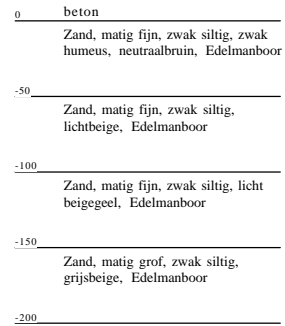 0 beton
Zand, matig fijn, zwak siltig, zwak
humeus, neutraalbruin, Edelmanboor
-50
Zand, matig fijn, zwak siltig,
lichtbeige, Edelmanboor
-100
Zand, matig fijn, zwak siltig, licht
beigegeel, Edelmanboor
-150
Zand, matig grof, zwak siltig,
grijsbeige, Edelmanboor
-200